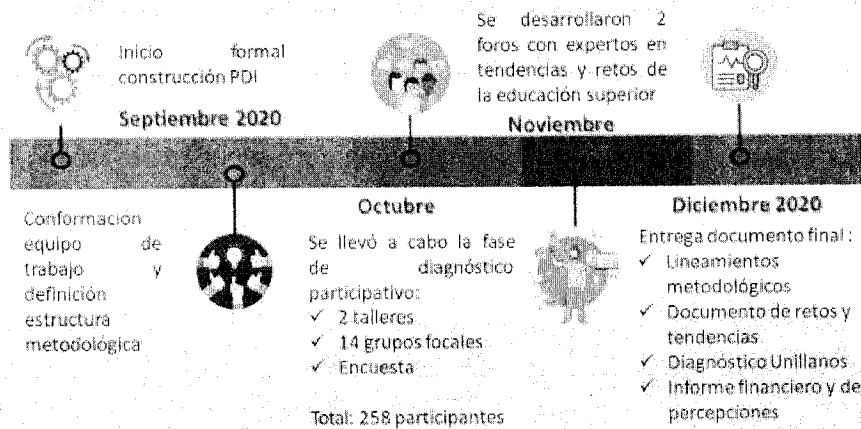 Inicio formal
construcción PDI
Septiembre 2020
Conformación
equipo de
trabajo y
definición
estructura
metodológica
Octubre
Se llevó a cabo la fase
de diagnóstico
participativo:
✓ 2 talleres
✓ 14 grupos focales
✓ Encuesta
Total: 258 participantes
Se desarrollaron 2
foros con expertos en
tendencias y retos de
la educación superior
Noviembre
Diciembre 2020
Entrega documento final :
✓ Lineamientos
metodológicos
✓ Documento de retos y
tendencias
✓ Diagnóstico Unillanos
✓ Informe financiero y de
percepciones